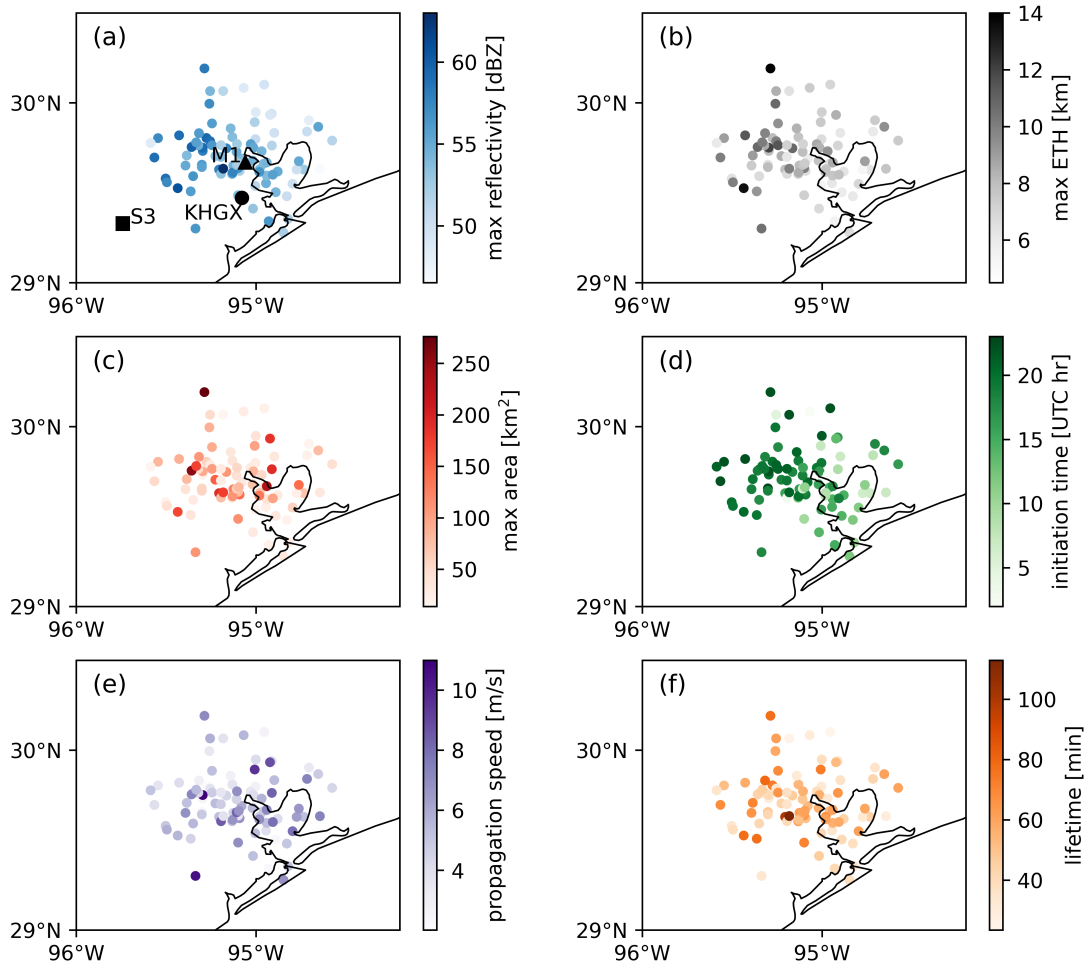 (a)
M1
KHGX
S3
30°N
29°N
96°W
95°W
60
55
50
max reflectivity [dBZ]
(b)
30°N
29°N
96°W
95°W
14
12
10
8
6
max ETH [km]
(c)
30°N
29°N
96°W
95°W
250
200
150
100
50
max area [km²]
(d)
30°N
29°N
96°W
95°W
20
15
10
5
initiation time [UTC hr]
(e)
30°N
29°N
96°W
95°W
10
8
6
4
propagation speed [m/s]
(f)
30°N
29°N
96°W
95°W
100
80
60
40
lifetime [min]